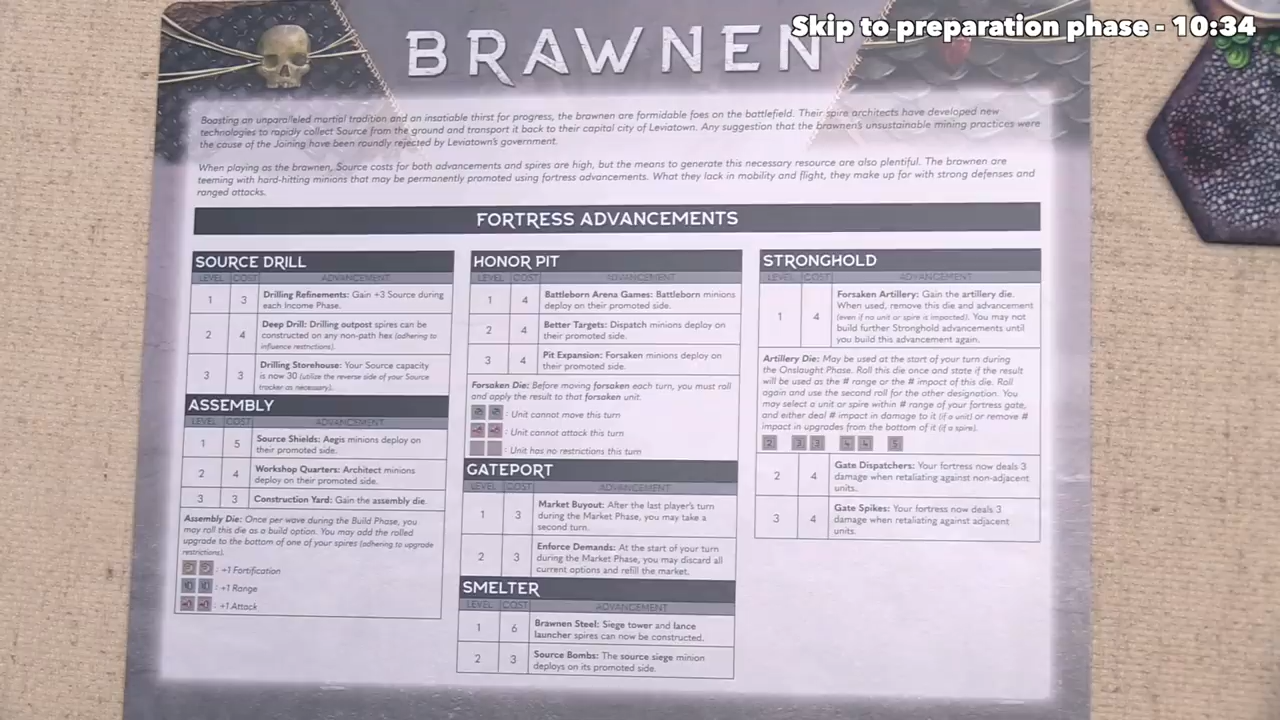 Skip to preparation phase - 10:34
BRAWNEN
Boasting an unparalleled martial tradition and an insatiable thirst for progress, the brawnen are formidable foes on the battlefield. Their spire architects have developed new
technologies to rapidly collect Source from the ground and transport it back to their capital city of Leviatown. Any suggestion that the brawnen's unsustainable mining practices were
the cause of the Joining have been roundly rejected by Leviatown's government.
When playing as the brawnen, Source costs for both advancements and spires are high, but the means to generate this necessary resource are also plentiful. The brawnen are
teeming with hard-hitting minions that may be permanently promoted using fortress advancements. What they lack in mobility and flight, they make up for with strong defenses and
ranged attacks.
FORTRESS ADVANCEMENTS
SOURCE DRILL
LEVEL COST ADVANCEMENT
1 3 Drilling Refinements: Gain +3 Source during
each Income Phase.
2 4 Deep Drill: Drilling outpost spires can be
constructed on any non-path hex (adhering to
influence restrictions).
3 3 Drilling Storehouse: Your Source capacity
is now 30 (utilize the reverse side of your Source
tracker as necessary).
ASSEMBLY
LEVEL COST ADVANCEMENT
1 5 Source Shields: Aegis minions deploy on
their promoted side.
2 4 Workshop Quarters: Architect minions
deploy on their promoted side.
3 3 Construction Yard: Gain the assembly die.
Assembly Die: Once per wave during the Build Phase, you
may roll this die as a build option. You may add the rolled
upgrade to the bottom of one of your spires (adhering to upgrade
restrictions).
: +1 Fortification
: +1 Range
: +1 Attack
HONOR PIT
LEVEL COST ADVANCEMENT
1 4 Battleborn Arena Games: Battleborn minions
deploy on their promoted side.
2 4 Better Targets: Dispatch minions deploy on
their promoted side.
3 4 Pit Expansion: Forsaken minions deploy on
their promoted side.
Forsaken Die: Before moving forsaken each turn, you must roll
and apply the result to that forsaken unit.
: Unit cannot move this turn
: Unit cannot attack this turn
: Unit has no restrictions this turn
GATEPORT
LEVEL COST ADVANCEMENT
1 3 Market Buyout: After the last player's turn
during the Market Phase, you may take a
second turn.
2 3 Enforce Demands: At the start of your turn
during the Market Phase, you may discard all
current options and refill the market.
SMELTER
LEVEL COST ADVANCEMENT
1 6 Brawnen Steel: Siege tower and lance
launcher spires can now be constructed.
2 3 Source Bombs: The source siege minion
deploys on its promoted side.
STRONGHOLD
LEVEL COST ADVANCEMENT
1 4 Forsaken Artillery: Gain the artillery die.
When used, remove this die and advancement
(even if no unit or spire is impacted). You may not
build further Stronghold advancements until
you build this advancement again.
Artillery Die: May be used at the start of your turn during
the Onslaught Phase. Roll this die once and state if the result
will be used as the # range or the # impact of this die. Roll
again and use the second roll for the other designation. You
may select a unit or spire within # range of your fortress gate,
and either deal # impact in damage to it (if a unit) or remove #
impact in upgrades from the bottom of it (if a spire).
2 3 3 4 4 5
2 4 Gate Dispatchers: Your fortress now deals 3
damage when retaliating against non-adjacent
units.
3 4 Gate Spikes: Your fortress now deals 3
damage when retaliating against adjacent
units.